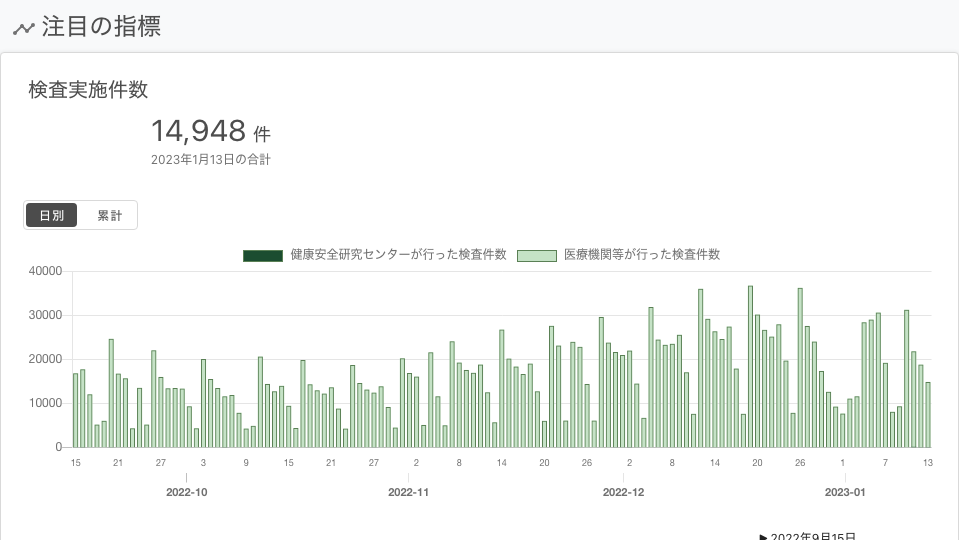 注目の指標
検査実施件数
14,948 件
2023年1月13日の合計
日別 累計
健康安全研究センターが行った検査件数 医療機関等が行った検査件数
40000
30000
20000
10000
0
15 21 27 3 9 15 21 27 2 8 14 20 26 2 8 14 20 26 1 7 13
2022-10 2022-11 2022-12 2023-01
▶ 2022年9月15日